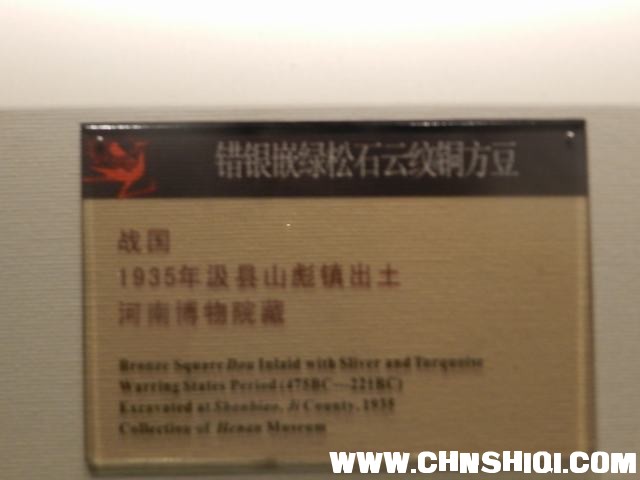 错银嵌绿松石云纹铜方豆
战国
1935年汲县山彪镇出土
河南博物院藏
Bronze Square Dou Inlaid with Sliver and Turquoise
Warring States Period (475BC—221BC)
Excavated at Shanbiao, Ji County, 1935
Collection of Henan Museum
WWW.CHNSHIQI.COM